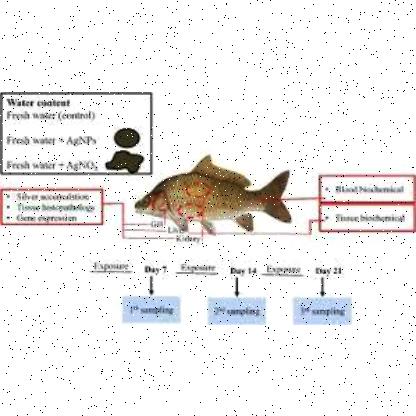 Water content
Fresh water (control)
Fresh water + AgNPs
Fresh water + AgNO3
• Silver accumulation
• Tissue histopathology
• Gene expression
• Blood biochemical
• Tissue biochemical
Gill
Liver
Kidney
Exposure Day 7 Exposure Day 14 Exposure Day 21
1st sampling 2nd sampling 3rd sampling